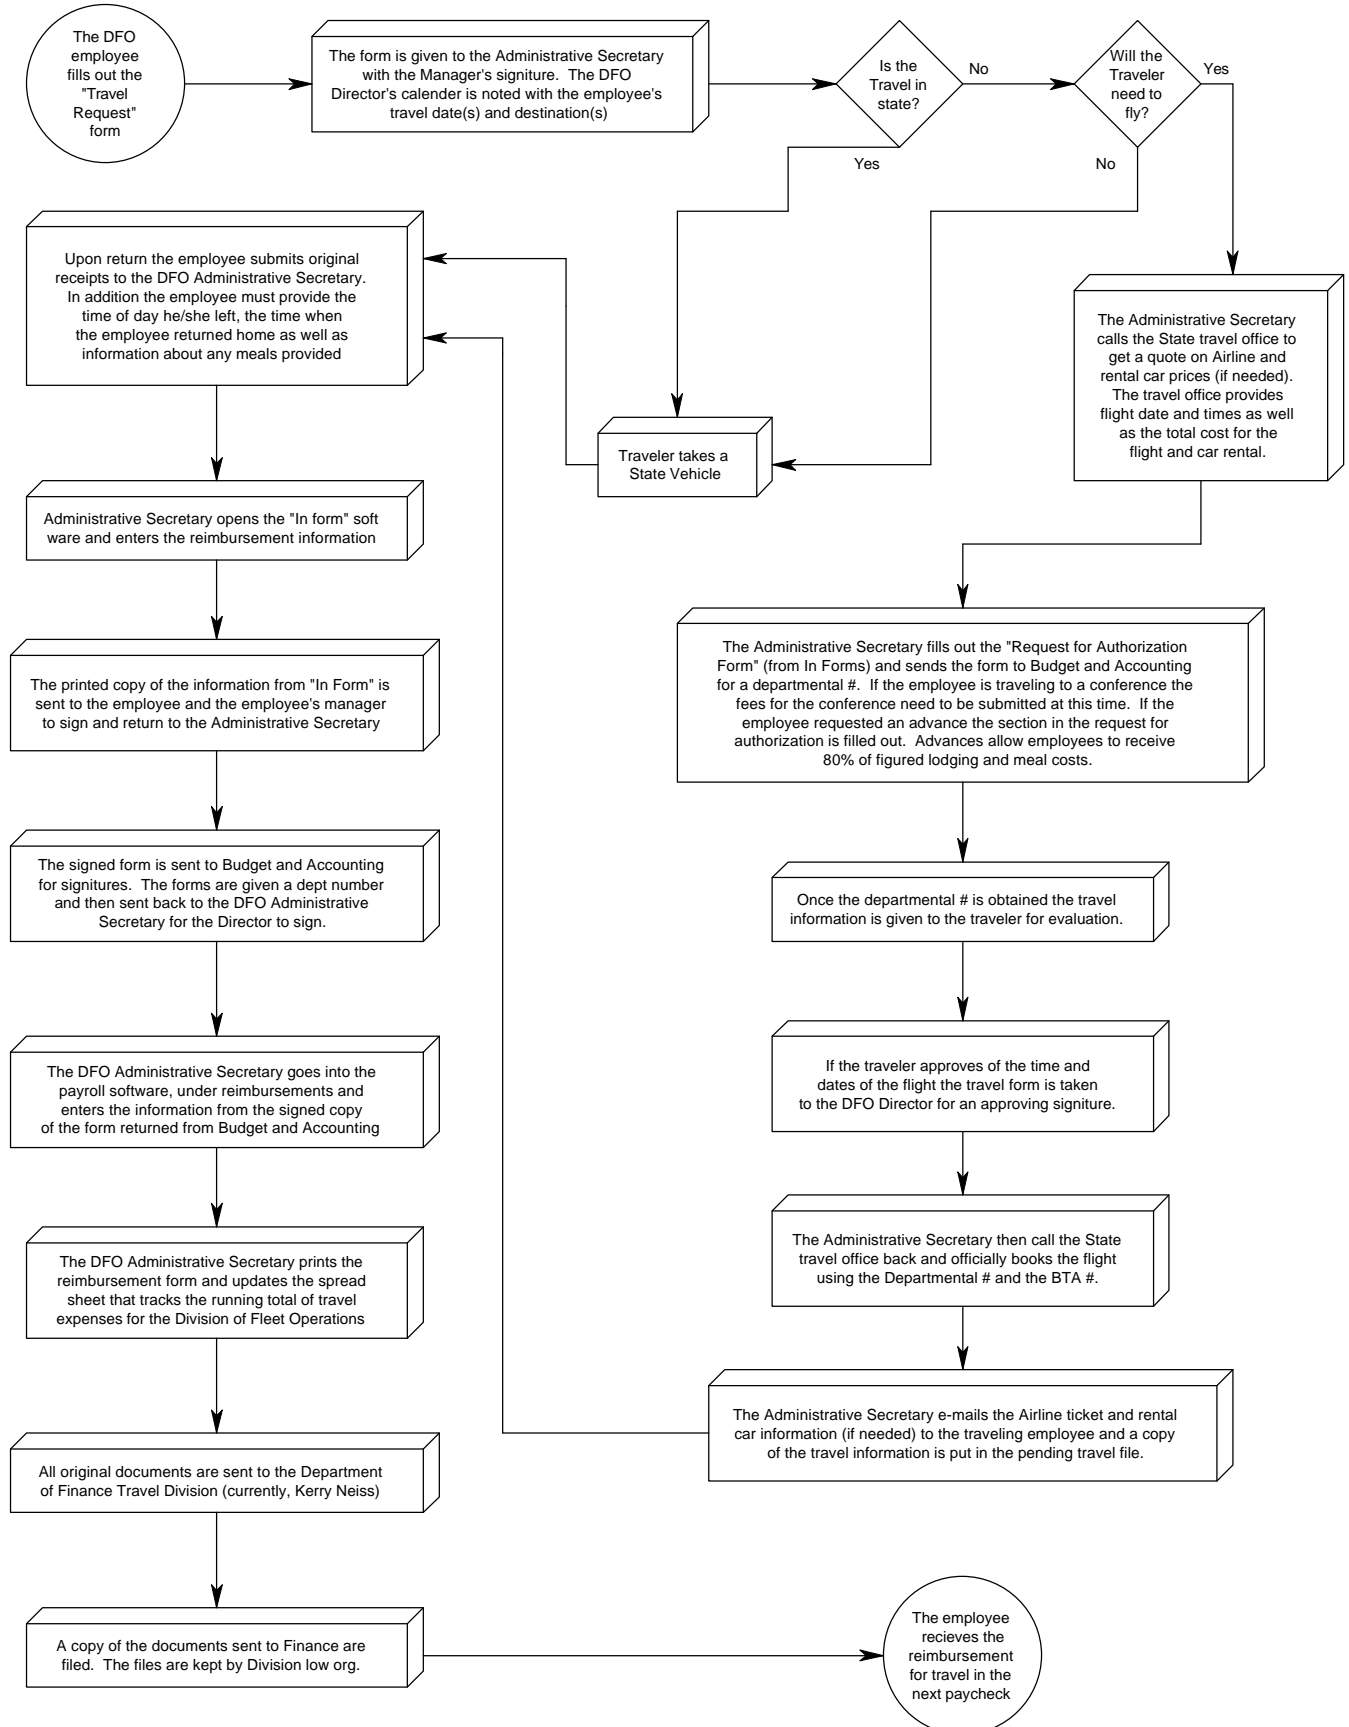 The DFO
employee
fills out the
"Travel
Request"
form
The form is given to the Administrative Secretary
with the Manager's signiture.  The DFO
Director's calender is noted with the employee's
travel date(s) and destination(s)
Is the
Travel in
state?
No
Yes
Will the
Traveler
need to
fly?
Yes
No
Traveler takes a
State Vehicle
The Administrative Secretary
calls the State travel office to
get a quote on Airline and
rental car prices (if needed).
The travel office provides
flight date and times as well
as the total cost for the
flight and car rental.
The Administrative Secretary fills out the "Request for Authorization
Form" (from In Forms) and sends the form to Budget and Accounting
for a departmental #.  If the employee is traveling to a conference the
fees for the conference need to be submitted at this time.  If the
employee requested an advance the section in the request for
authorization is filled out.  Advances allow employees to receive
80% of figured lodging and meal costs.
Once the departmental # is obtained the travel
information is given to the traveler for evaluation.
If the traveler approves of the time and
dates of the flight the travel form is taken
to the DFO Director for an approving signiture.
The Administrative Secretary then call the State
travel office back and officially books the flight
using the Departmental # and the BTA #.
The Administrative Secretary e-mails the Airline ticket and rental
car information (if needed) to the traveling employee and a copy
of the travel information is put in the pending travel file.
Upon return the employee submits original
receipts to the DFO Administrative Secretary.
In addition the employee must provide the
time of day he/she left, the time when
the employee returned home as well as
information about any meals provided
Administrative Secretary opens the "In form" soft
ware and enters the reimbursement information
The printed copy of the information from "In Form" is
sent to the employee and the employee's manager
to sign and return to the Administrative Secretary
The signed form is sent to Budget and Accounting
for signitures.  The forms are given a dept number
and then sent back to the DFO Administrative
Secretary for the Director to sign.
The DFO Administrative Secretary goes into the
payroll software, under reimbursements and
enters the information from the signed copy
of the form returned from Budget and Accounting
The DFO Administrative Secretary prints the
reimbursement form and updates the spread
sheet that tracks the running total of travel
expenses for the Division of Fleet Operations
All original documents are sent to the Department
of Finance Travel Division (currently, Kerry Neiss)
A copy of the documents sent to Finance are
filed.  The files are kept by Division low org.
The employee
recieves the
reimbursement
for travel in the
next paycheck